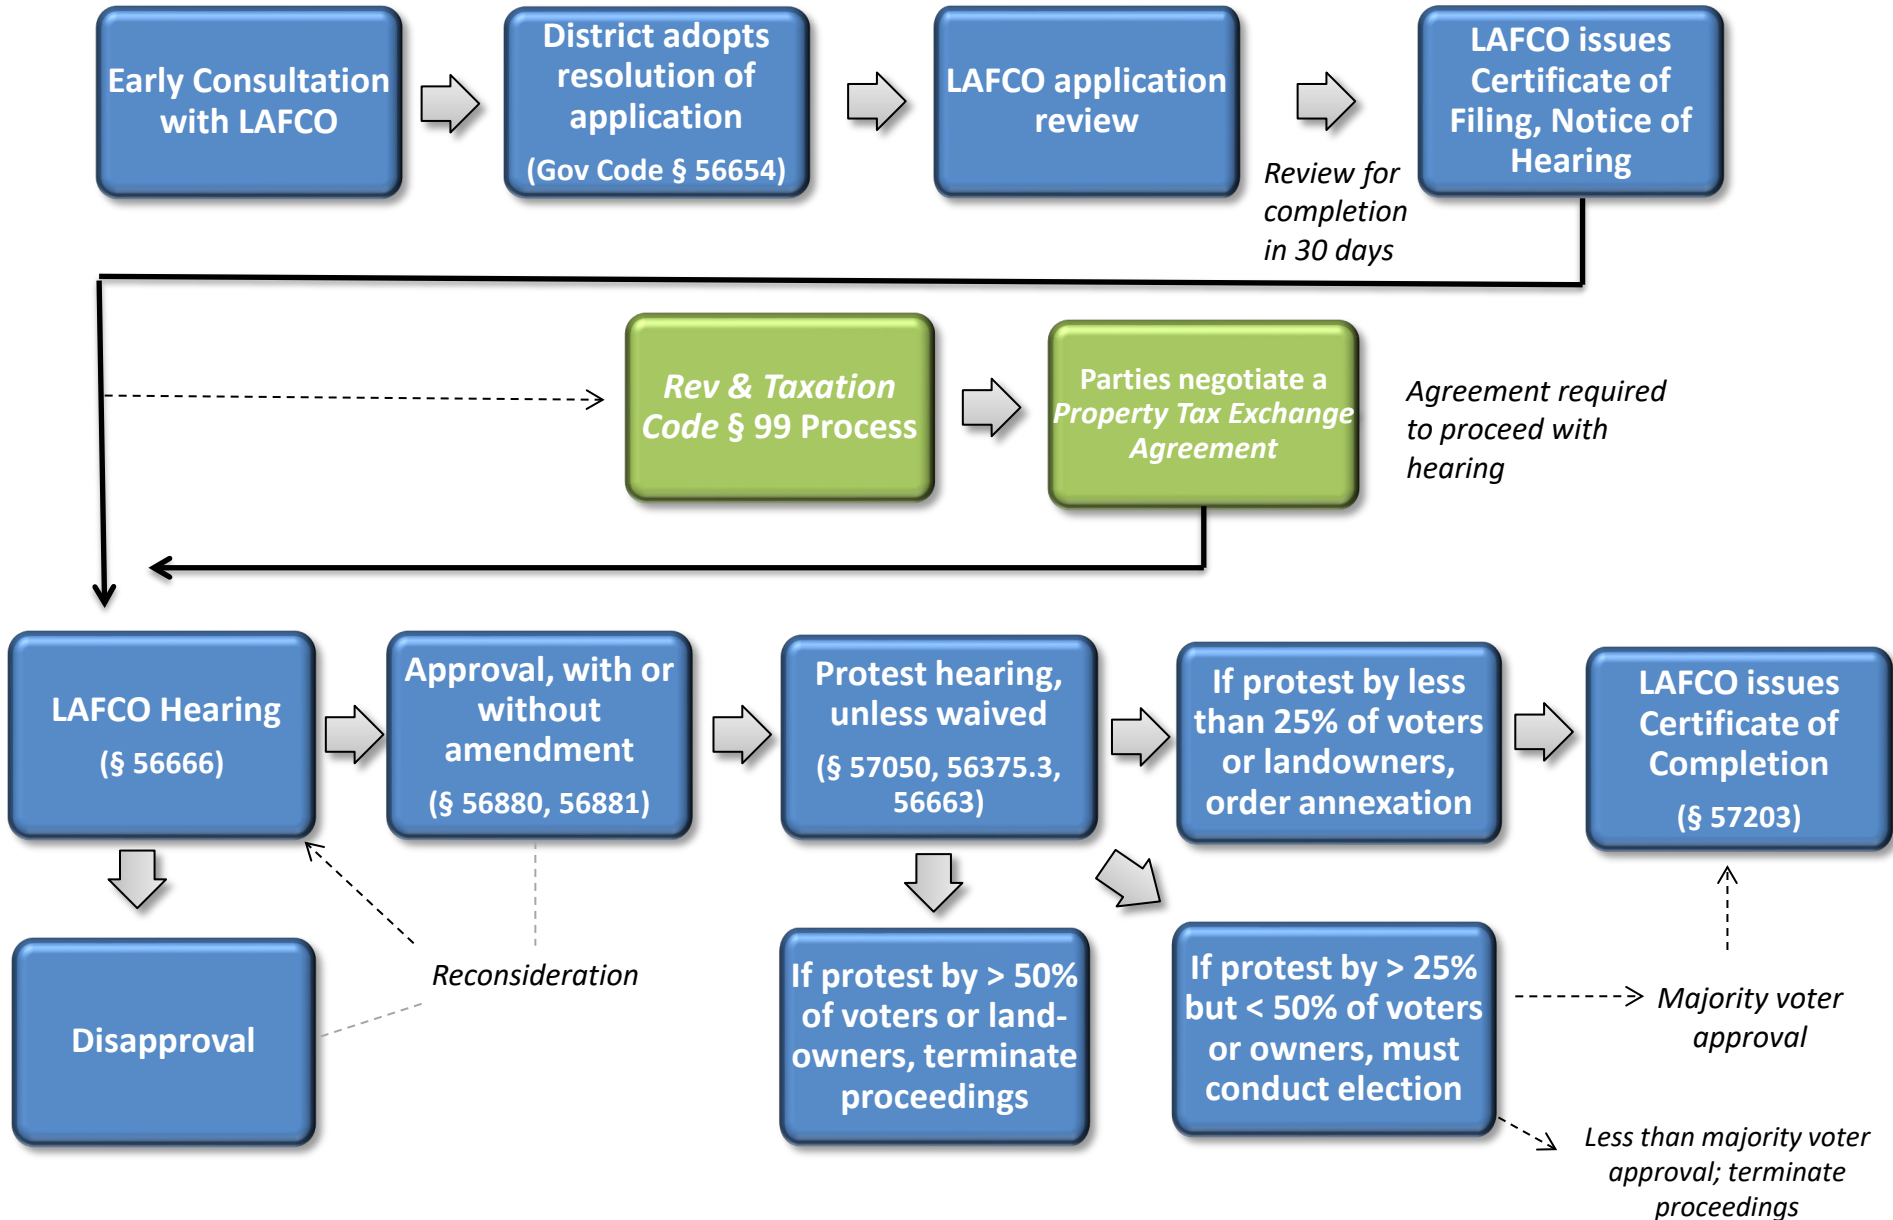 Early Consultation
with LAFCO
District adopts
resolution of
application
(Gov Code § 56654)
LAFCO application
review
Review for
completion
in 30 days
LAFCO issues
Certificate of
Filing, Notice of
Hearing
Rev & Taxation
Code § 99 Process
Parties negotiate a
Property Tax Exchange
Agreement
Agreement required
to proceed with
hearing
LAFCO Hearing
(§ 56666)
Approval, with or
without
amendment
(§ 56880, 56881)
Protest hearing,
unless waived
(§ 57050, 56375.3,
56663)
If protest by less
than 25% of voters
or landowners,
order annexation
LAFCO issues
Certificate of
Completion
(§ 57203)
Disapproval
Reconsideration
If protest by > 50%
of voters or land-
owners, terminate
proceedings
If protest by > 25%
but < 50% of voters
or owners, must
conduct election
Majority voter
approval
Less than majority voter
approval; terminate
proceedings